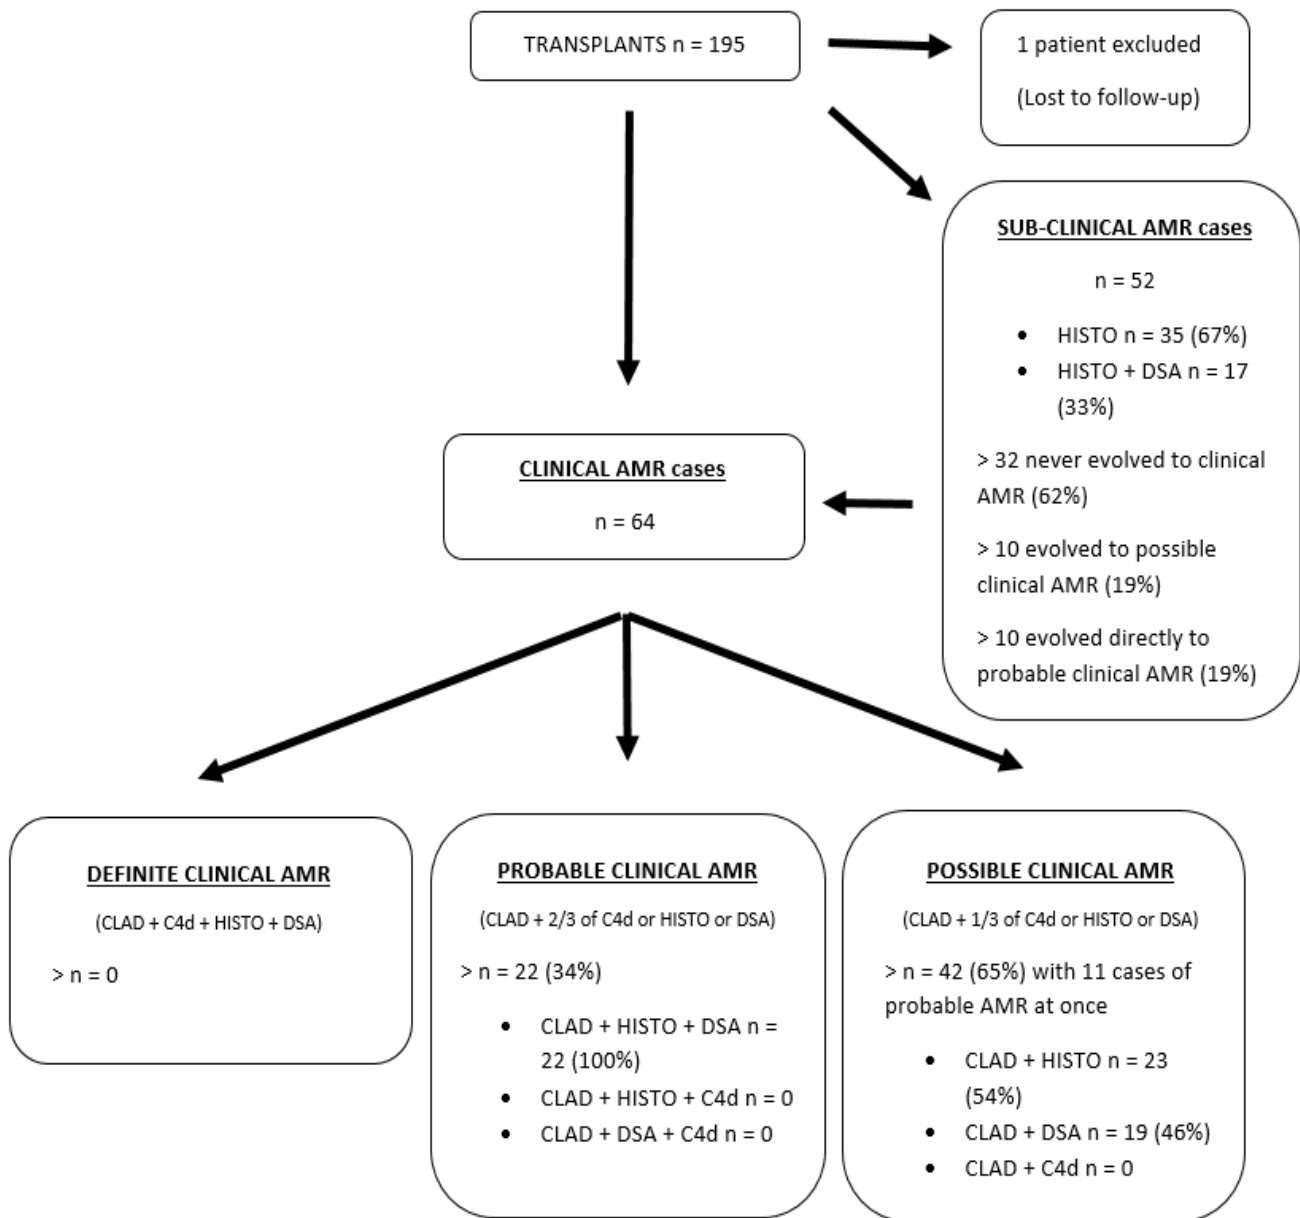 TRANSPLANTS n = 195
1 patient excluded
(Lost to follow-up)
SUB-CLINICAL AMR cases
n = 52
• HISTO n = 35 (67%)
• HISTO + DSA n = 17
(33%)
> 32 never evolved to clinical
AMR (62%)
> 10 evolved to possible
clinical AMR (19%)
> 10 evolved directly to
probable clinical AMR (19%)
CLINICAL AMR cases
n = 64
DEFINITE CLINICAL AMR
(CLAD + C4d + HISTO + DSA)
> n = 0
PROBABLE CLINICAL AMR
(CLAD + 2/3 of C4d or HISTO or DSA)
> n = 22 (34%)
• CLAD + HISTO + DSA n =
22 (100%)
• CLAD + HISTO + C4d n = 0
• CLAD + DSA + C4d n = 0
POSSIBLE CLINICAL AMR
(CLAD + 1/3 of C4d or HISTO or DSA)
> n = 42 (65%) with 11 cases of
probable AMR at once
• CLAD + HISTO n = 23
(54%)
• CLAD + DSA n = 19 (46%)
• CLAD + C4d n = 0